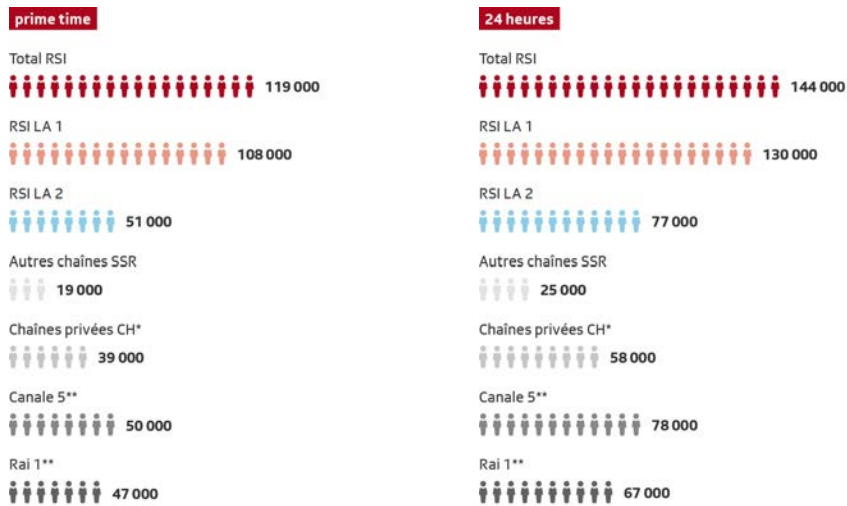 prime time
Total RSI
119 000
RSI LA 1
108 000
RSI LA 2
51 000
Autres chaînes SSR
19 000
Chaînes privées CH*
39 000
Canale 5**
50 000
Rai 1**
47 000
24 heures
Total RSI
144 000
RSI LA 1
130 000
RSI LA 2
77 000
Autres chaînes SSR
25 000
Chaînes privées CH*
58 000
Canale 5**
78 000
Rai 1**
67 000